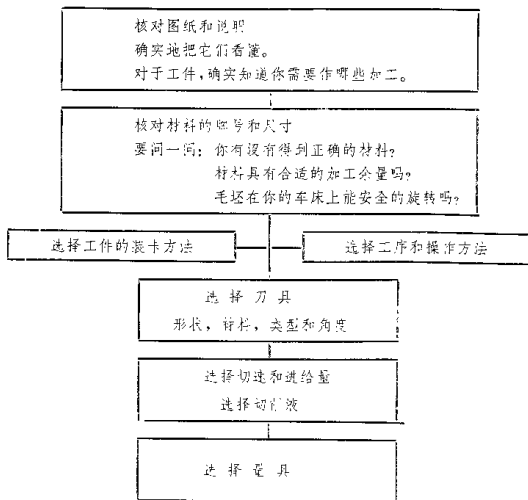 核对图纸和说明
确实地把它们看懂。
对于工件,确实知道你需要作哪些加工。
核对材料的牌号和尺寸
要问一问: 你有没有得到正确的材料?
材料具有合适的加工余量吗?
毛坯在你的车床上能安全的旋转吗?
选择工件的装卡方法
选择工序和操作方法
选择刀具
形状, 材料, 类型和角度
选择切速和进给量
选择切削液
选择量具